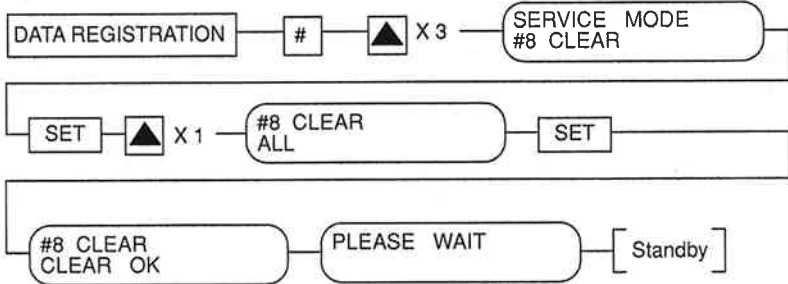 DATA REGISTRATION # ▲ X 3 SERVICE MODE
#8 CLEAR
SET ▲ X 1 #8 CLEAR
ALL
SET
#8 CLEAR
CLEAR OK
PLEASE WAIT
[Standby]